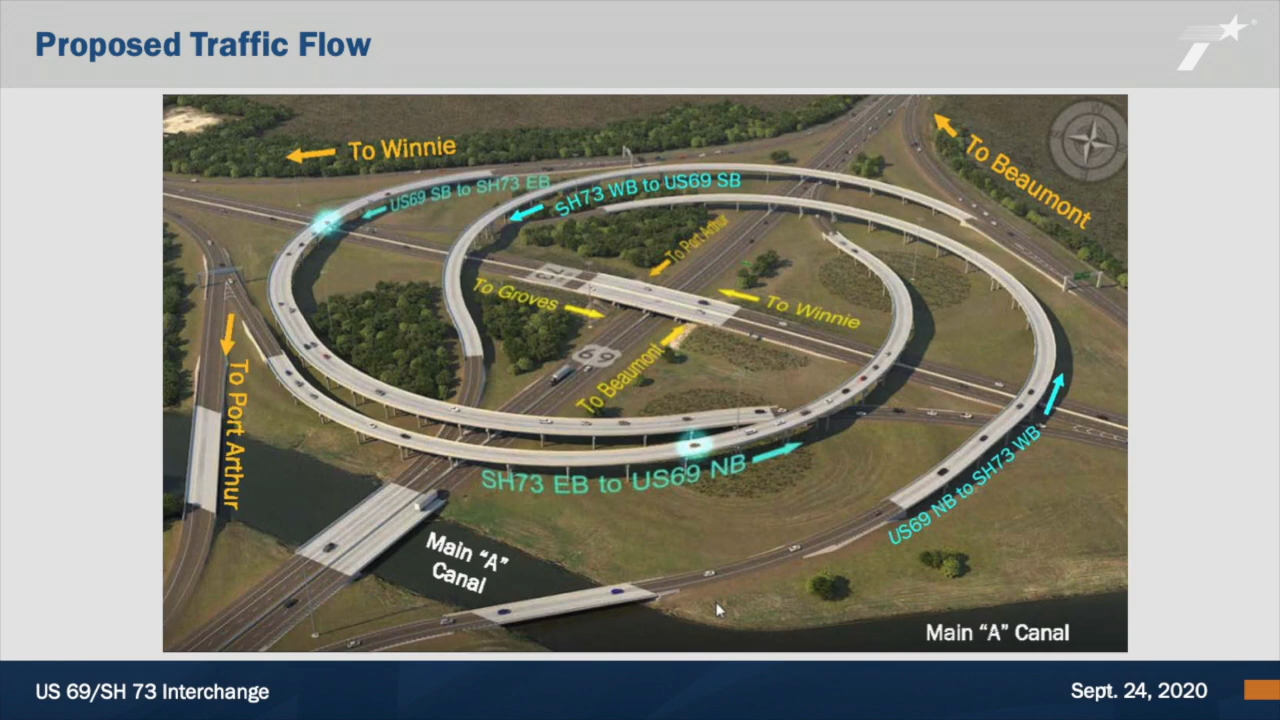 Proposed Traffic Flow
To Winnie
To Beaumont
US69 SB to SH73 EB
SH73 WB to US69 SB
To Port Arthur
To Groves
To Winnie
69
To Beaumont
To Port Arthur
SH73 EB to US69 NB
US69 NB to SH73 WB
Main “A”
Canal
Main “A” Canal
US 69/SH 73 Interchange
Sept. 24, 2020